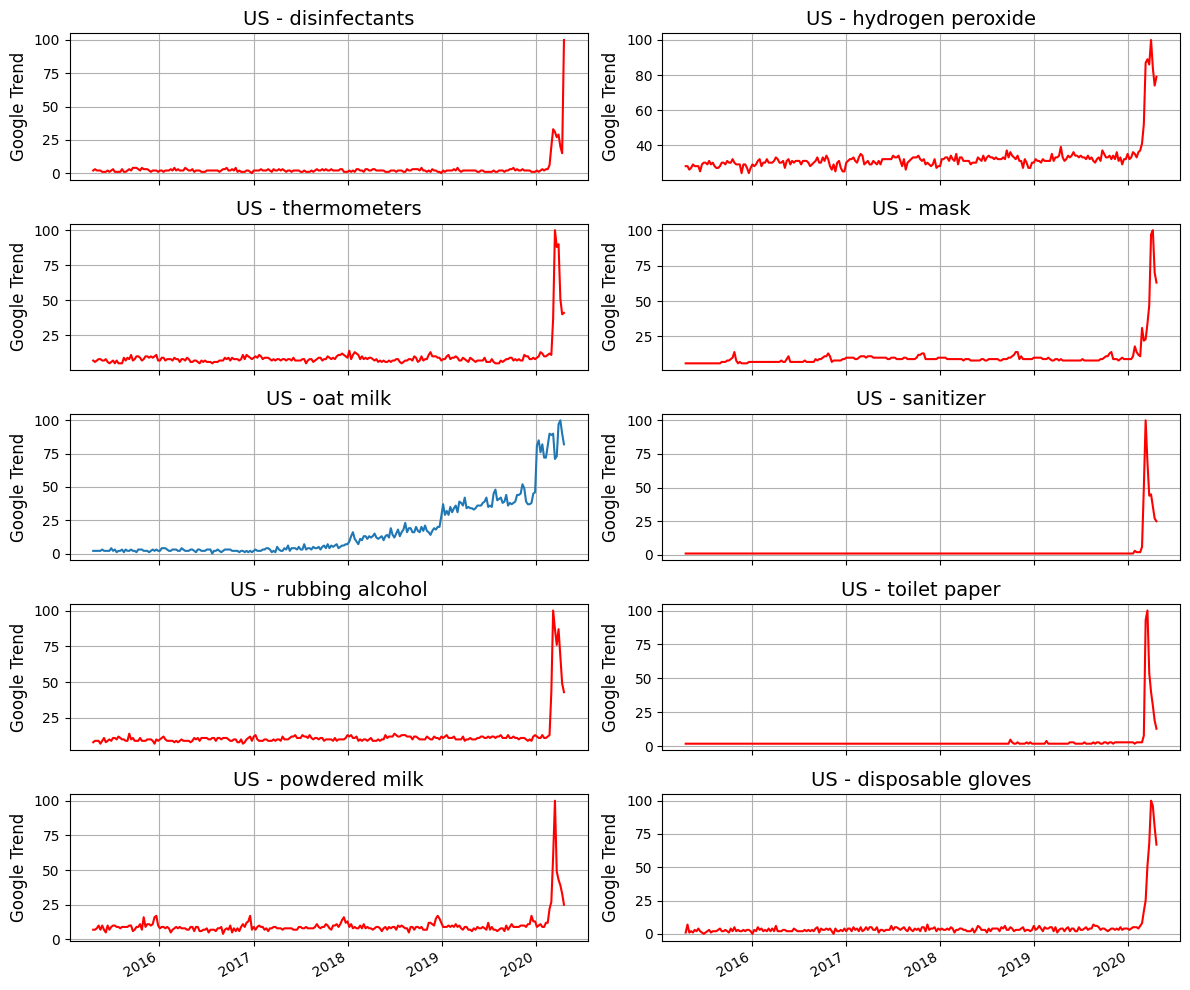 US - disinfectants
Google Trend
100
75
50
25
0
US - hydrogen peroxide
Google Trend
100
80
60
40
US - thermometers
Google Trend
100
75
50
25
US - mask
Google Trend
100
75
50
25
US - oat milk
Google Trend
100
75
50
25
0
US - sanitizer
Google Trend
100
75
50
25
0
US - rubbing alcohol
Google Trend
100
75
50
25
US - toilet paper
Google Trend
100
75
50
25
0
US - powdered milk
Google Trend
100
75
50
25
0
2016 2017 2018 2019 2020
US - disposable gloves
Google Trend
100
75
50
25
0
2016 2017 2018 2019 2020